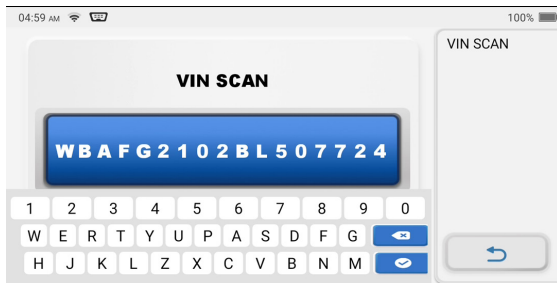 04:59 AM
100%
VIN SCAN
VIN SCAN
WBAFG2102BL507724
1 2 3 4 5 6 7 8 9 0
W E R T Y U P A S D F G
H J K L Z X C V B N M